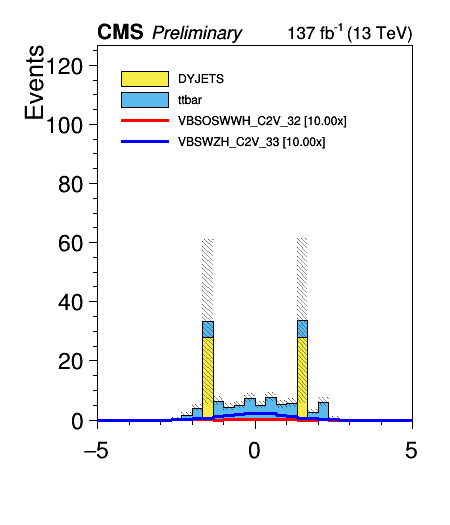 CMS Preliminary 137 fb-1 (13 TeV)
Events
120
100
80
60
40
20
0
DYJETS
ttbar
VBSOSWWH_C2V_32 [10.00x]
VBSWZH_C2V_33 [10.00x]
−5 0 5